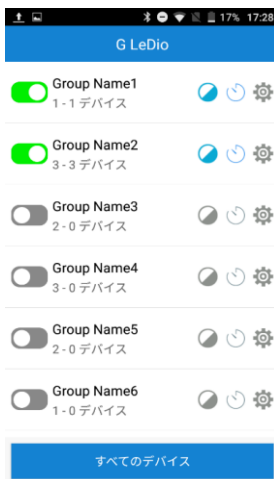 17% 17:28
G LeDio
Group Name1
1 - 1 デバイス
Group Name2
3 - 3 デバイス
Group Name3
2 - 0 デバイス
Group Name4
3 - 0 デバイス
Group Name5
2 - 0 デバイス
Group Name6
1 - 0 デバイス
すべてのデバイス